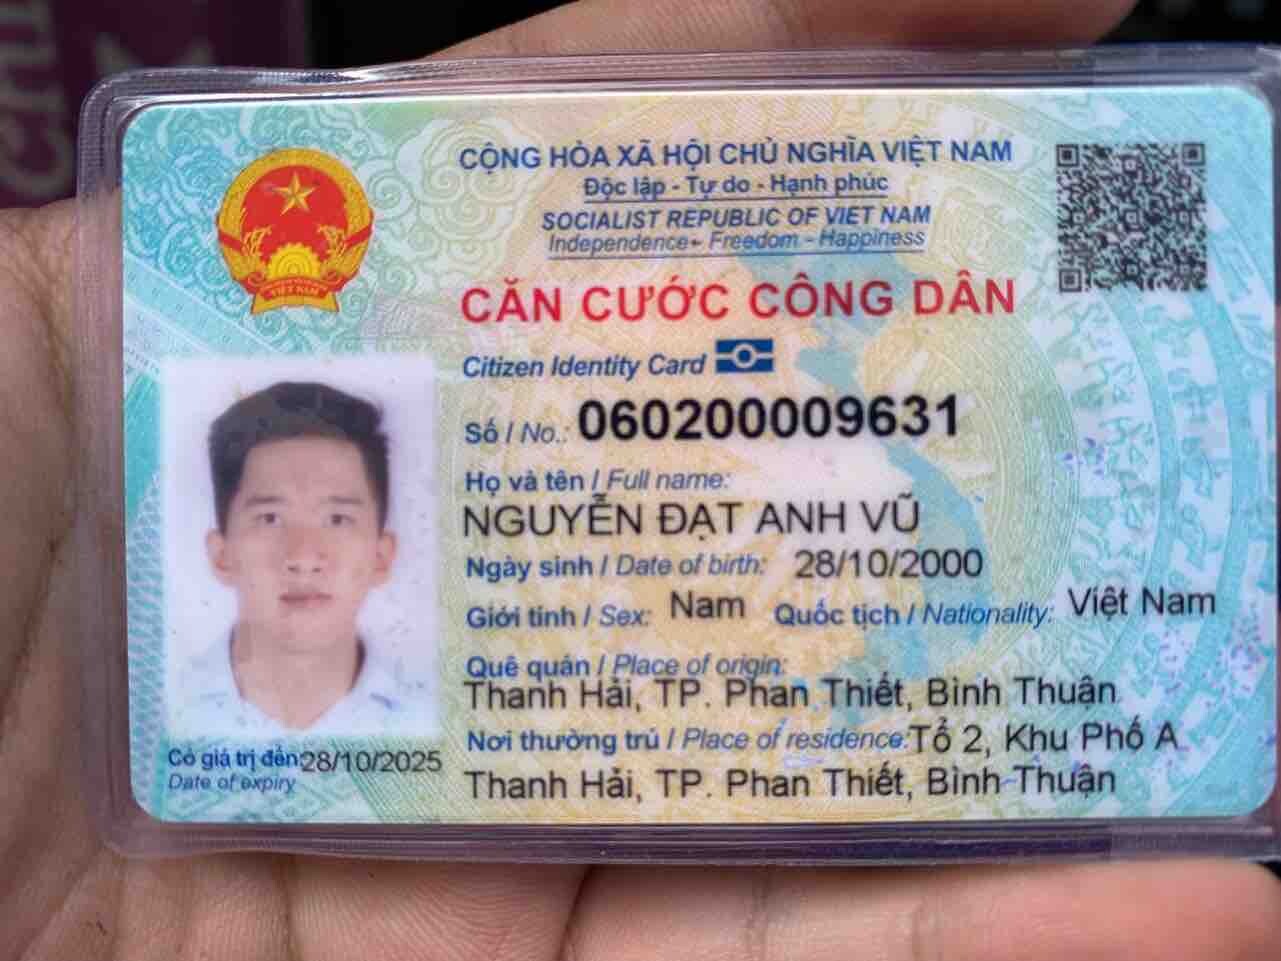 CỘNG HÒA XÃ HỘI CHỦ NGHĨA VIỆT NAM
Độc lập - Tự do - Hạnh phúc
SOCIALIST REPUBLIC OF VIET NAM
Independence - Freedom - Happiness
CĂN CƯỚC CÔNG DÂN
Citizen Identity Card
Số / No.: 060200009631
Họ và tên / Full name:
NGUYỄN ĐẠT ANH VŨ
Ngày sinh / Date of birth: 28/10/2000
Giới tính / Sex: Nam Quốc tịch / Nationality: Việt Nam
Quê quán / Place of origin:
Thanh Hải, TP. Phan Thiết, Bình Thuận
Nơi thường trú / Place of residence: Tổ 2, Khu Phố A
Thanh Hải, TP. Phan Thiết, Bình Thuận
Có giá trị đến: 28/10/2025
Date of expiry
VIỆT NAM